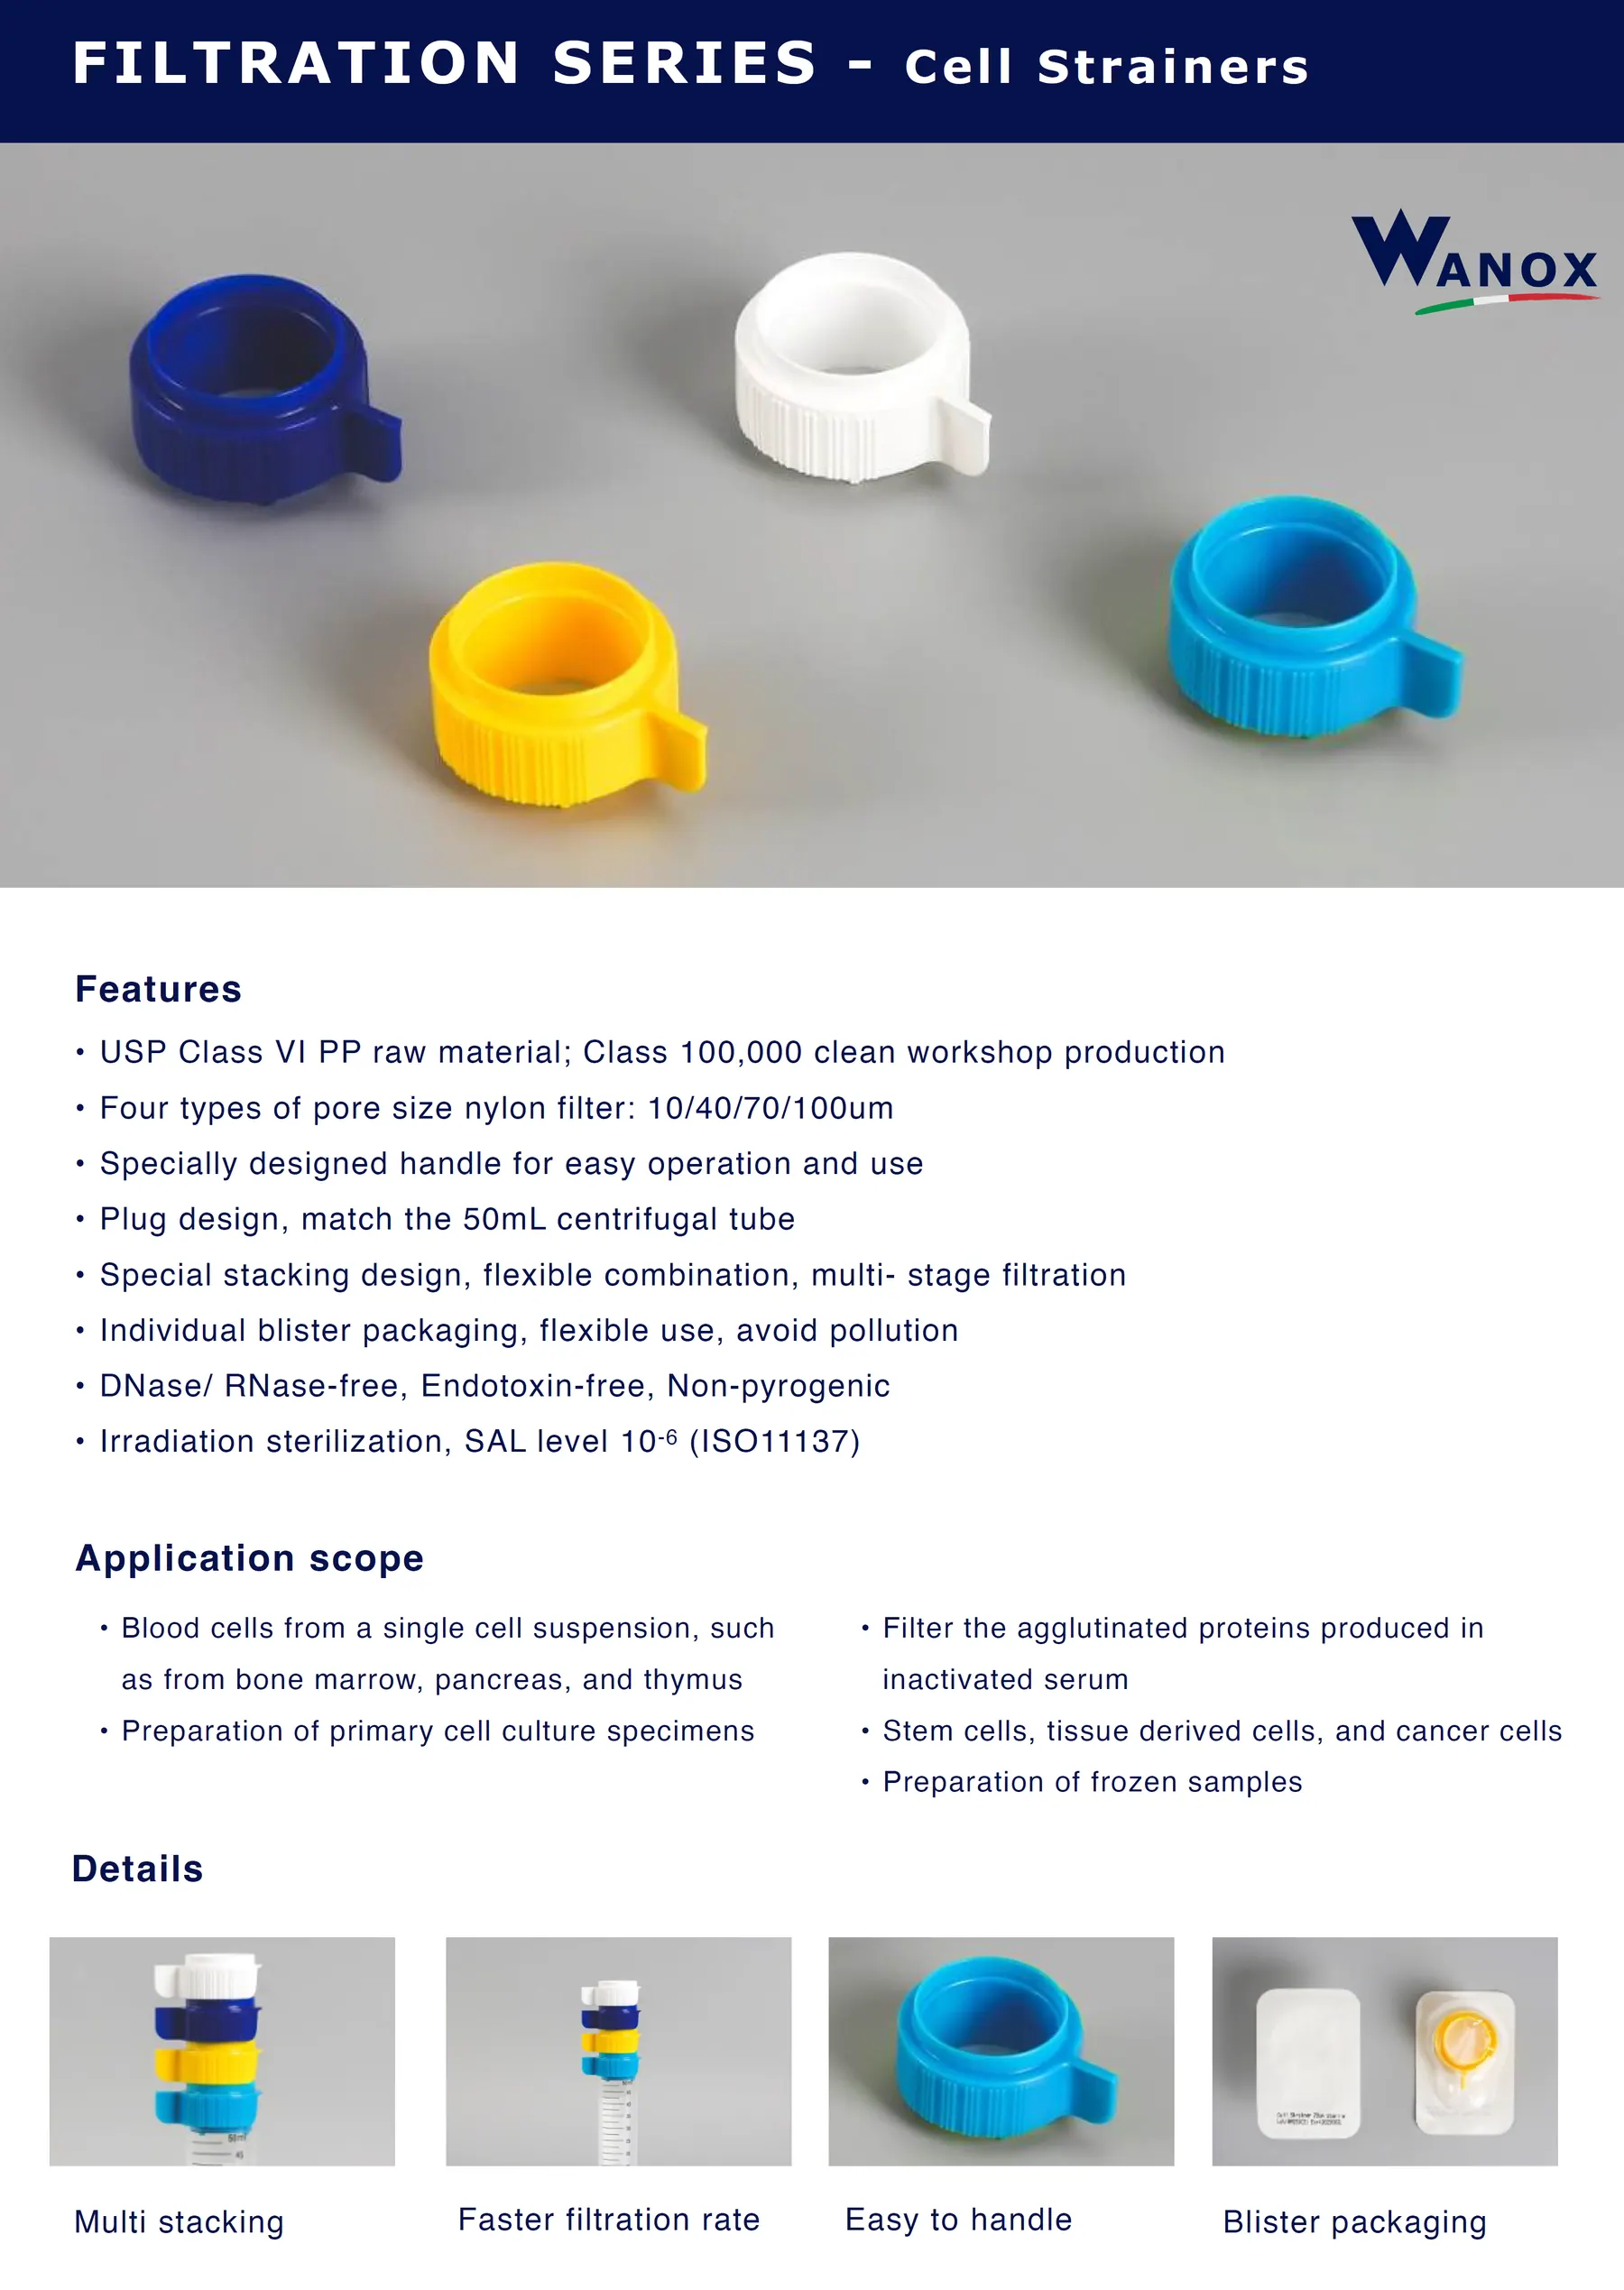 FILTRATION SERIES - Cell Strainers
WANOX
Features
• USP Class VI PP raw material; Class 100,000 clean workshop production
• Four types of pore size nylon filter: 10/40/70/100um
• Specially designed handle for easy operation and use
• Plug design, match the 50mL centrifugal tube
• Special stacking design, flexible combination, multi- stage filtration
• Individual blister packaging, flexible use, avoid pollution
• DNase/ RNase-free, Endotoxin-free, Non-pyrogenic
• Irradiation sterilization, SAL level 10-6 (ISO11137)
Application scope
• Blood cells from a single cell suspension, such
as from bone marrow, pancreas, and thymus
• Preparation of primary cell culture specimens
• Filter the agglutinated proteins produced in
inactivated serum
• Stem cells, tissue derived cells, and cancer cells
• Preparation of frozen samples
Details
50ml
45
Multi stacking
Faster filtration rate
Easy to handle
Blister packaging